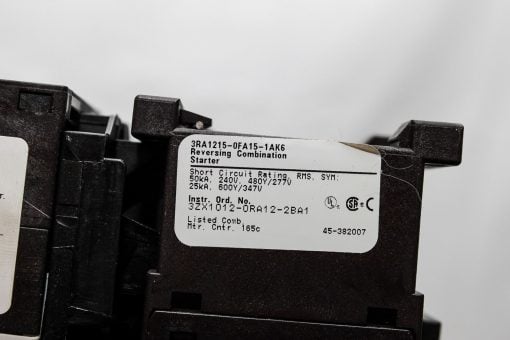 3RA1215-0FA15-1AK6
Reversing Combination
Starter
Short Circuit Rating, RMS, SYM:
50kA, 240V, 480Y/277V
25kA, 600Y/347V
Instr. Ord. No.
3ZX1012-0RA12-2BA1
Listed Comb.
Mtr. Cntr. 165c
45-382007